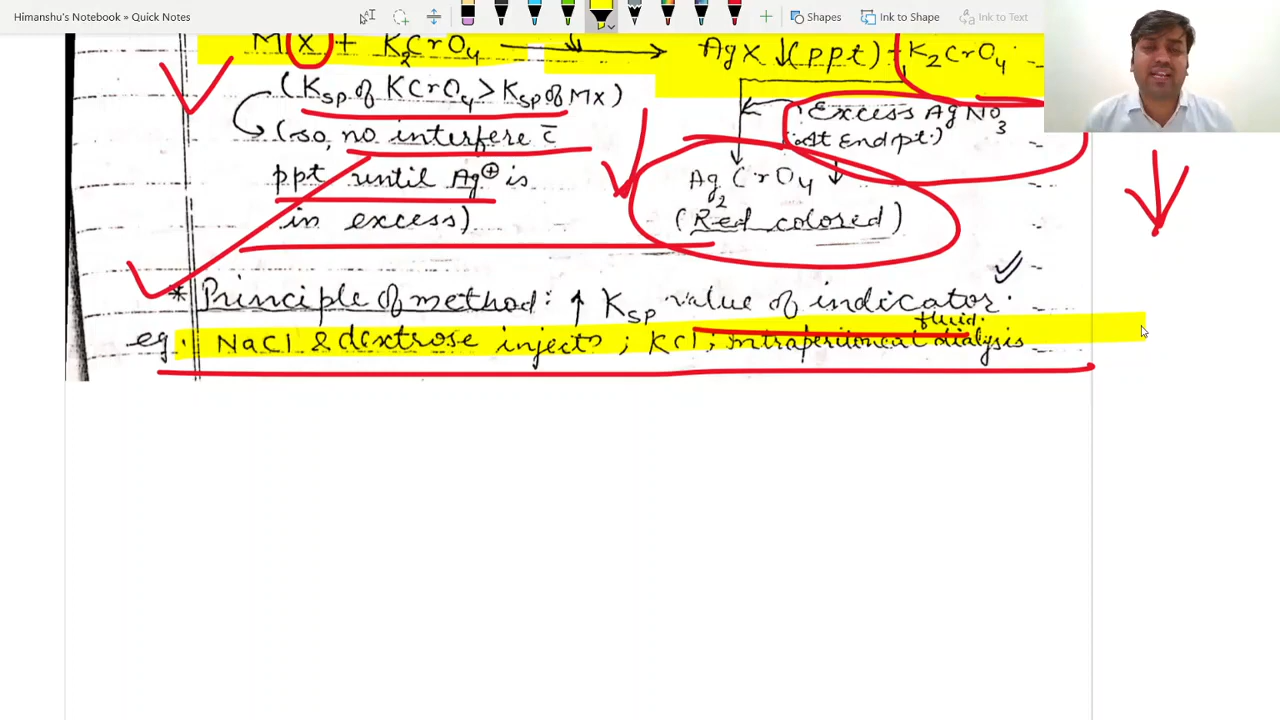 Himanshu's Notebook » Quick Notes
Shapes
Ink to Shape
Ink to Text
MX + K2CrO4 → AgX ↓(ppt) + K2CrO4
(Ksp of KCrO4 > Ksp of MX)
(so, no interfere c̄
ppt until Ag⊕ is
in excess)
Excess AgNO3
(at Endpt.)
Ag2CrO4
(Red colored)
* Principle of method: ↑ Ksp value of indicator.
eg. NaCl & dextrose injectn; KCl; intraperitoneal dialysis
fluid.